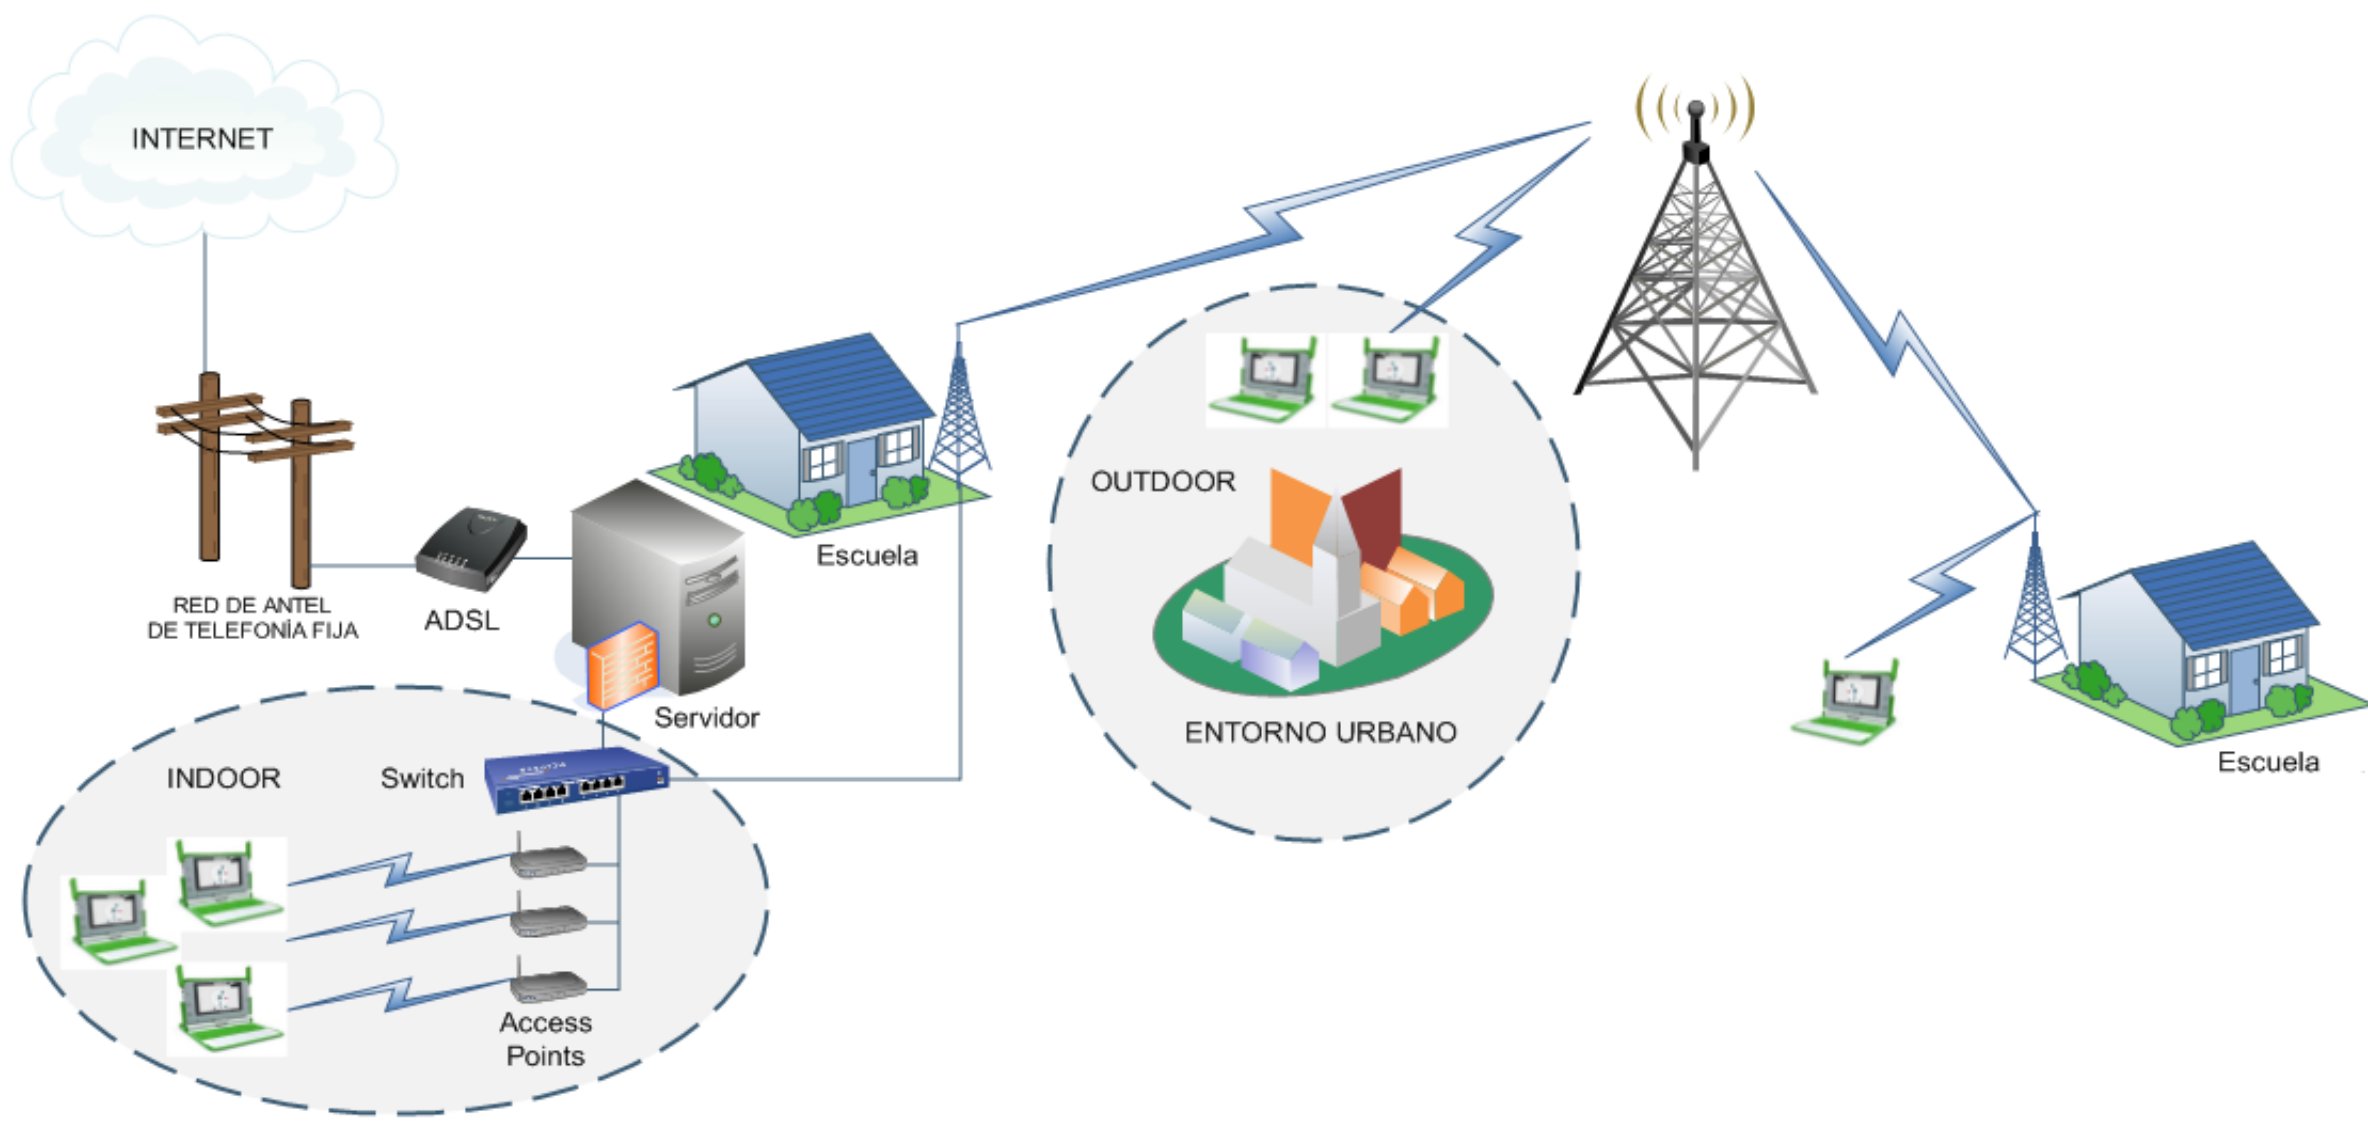 INTERNET
RED DE ANTEL
DE TELEFONÍA FIJA
ADSL
Servidor
Escuela
OUTDOOR
ENTORNO URBANO
Escuela
INDOOR
Switch
Access
Points